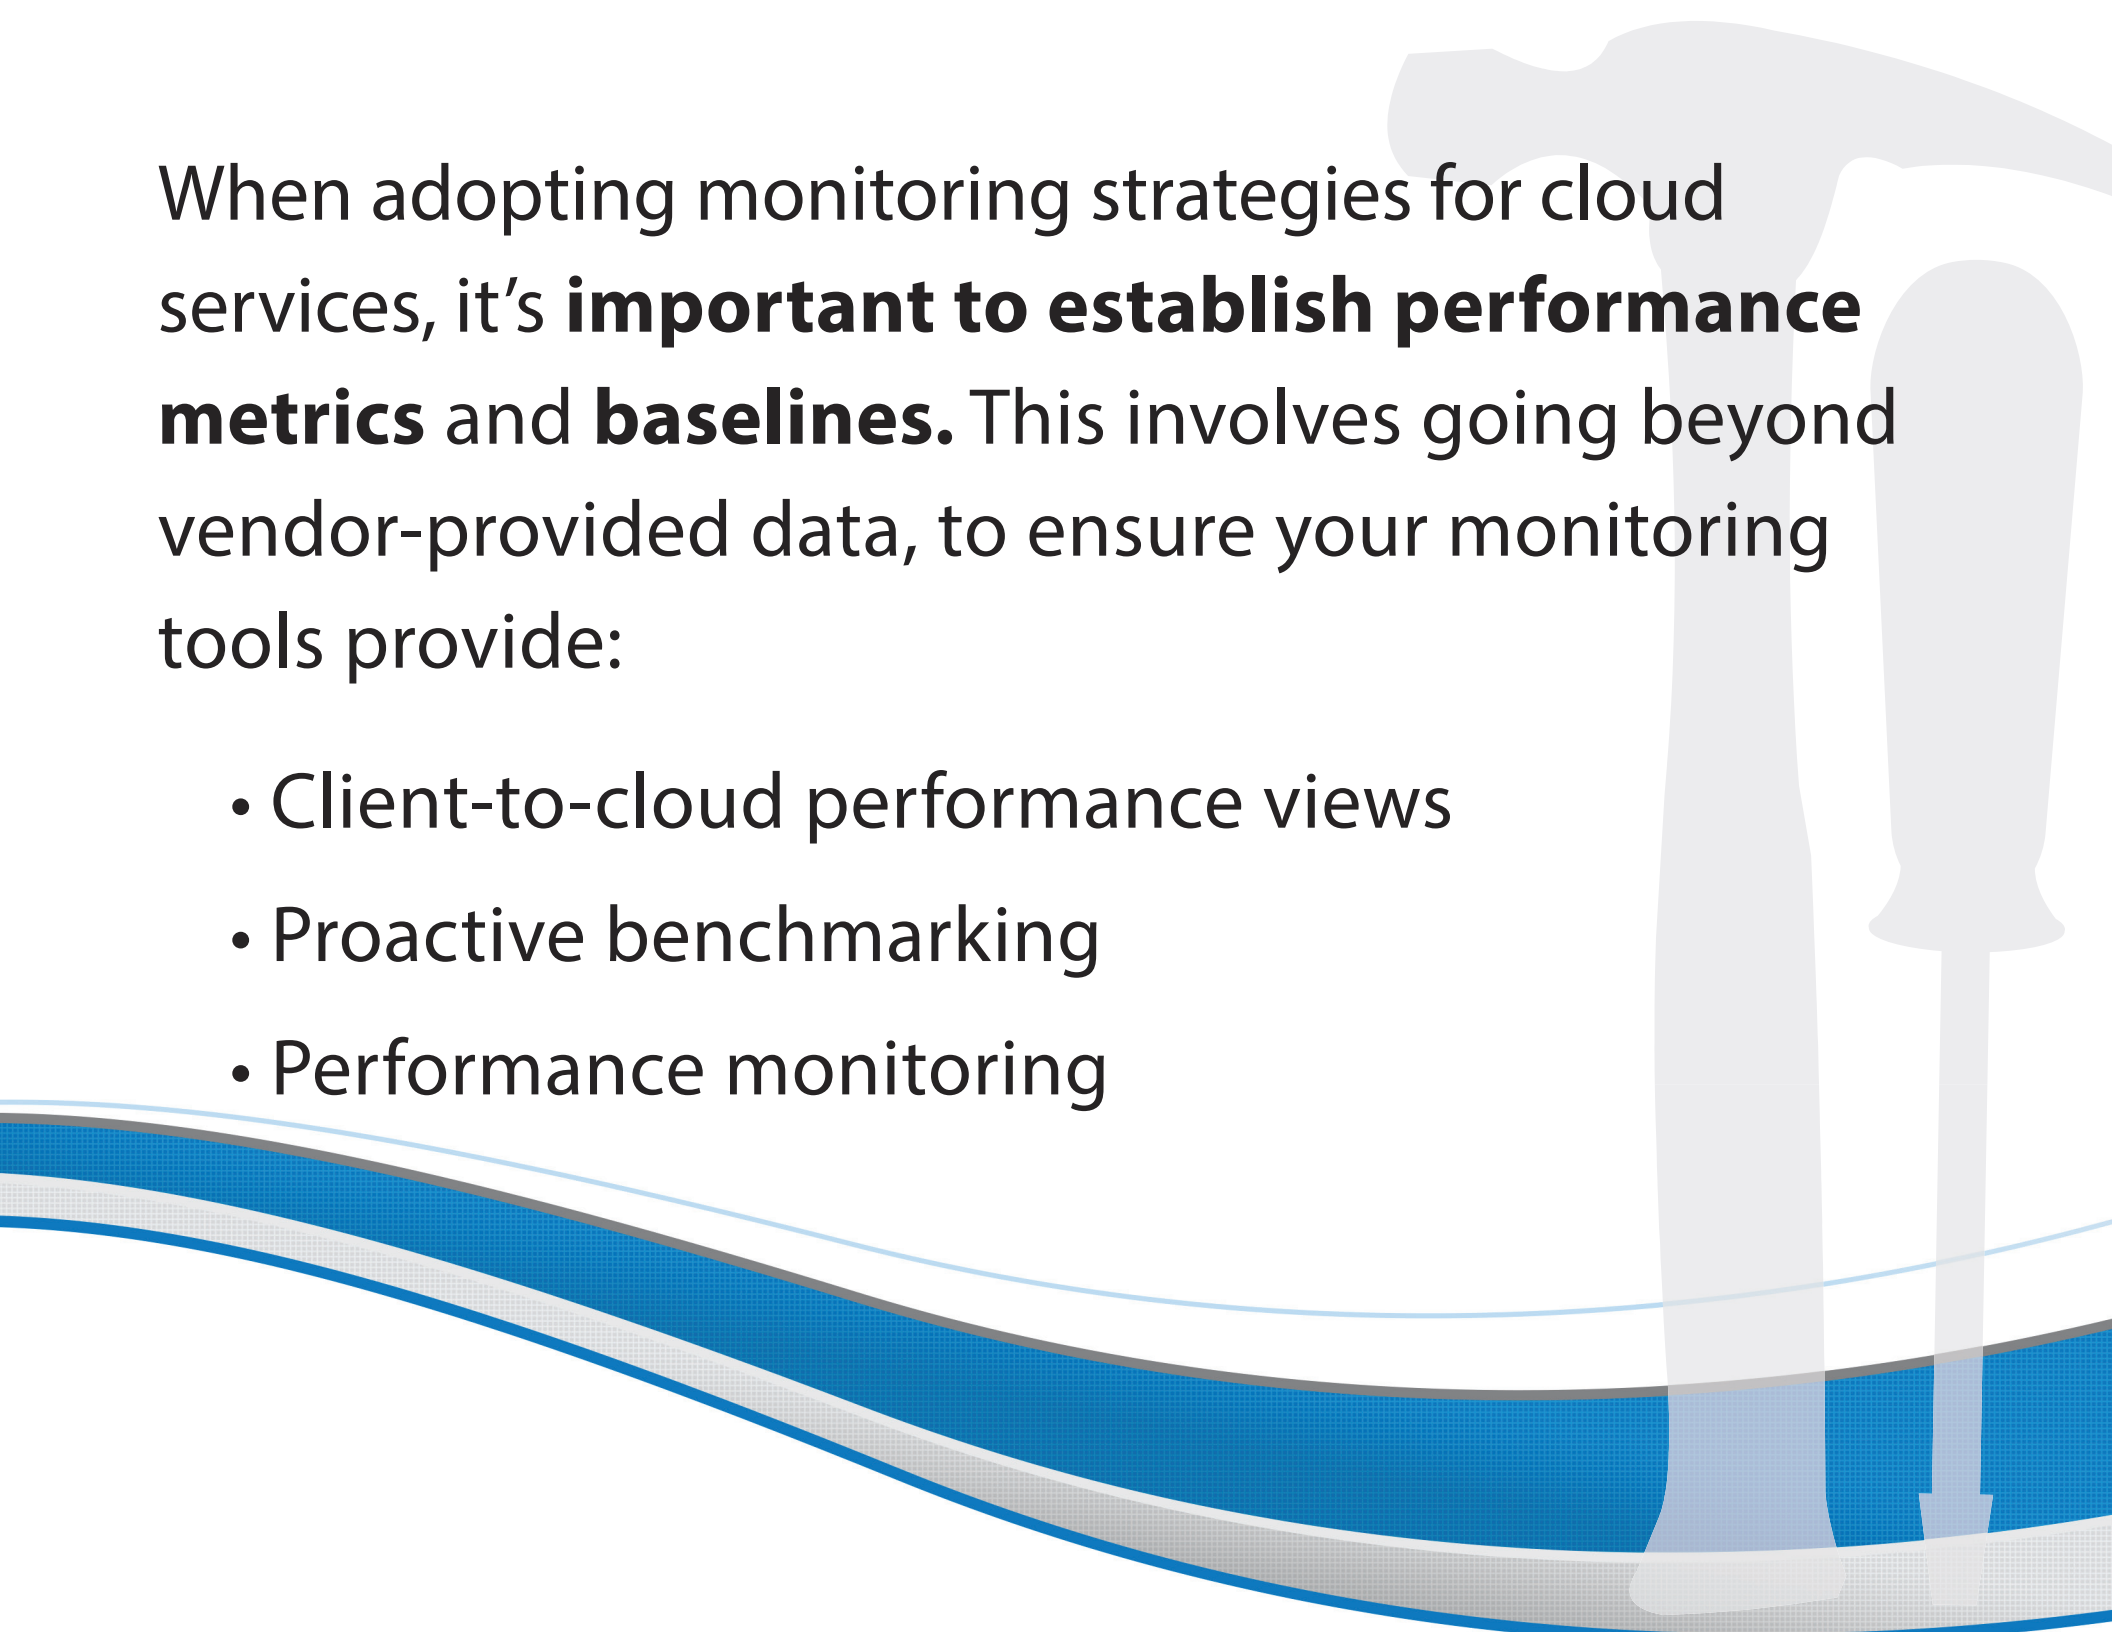 When adopting monitoring strategies for cloud
services, it’s important to establish performance
metrics and baselines. This involves going beyond
vendor-provided data, to ensure your monitoring
tools provide:
• Client-to-cloud performance views
• Proactive benchmarking
• Performance monitoring